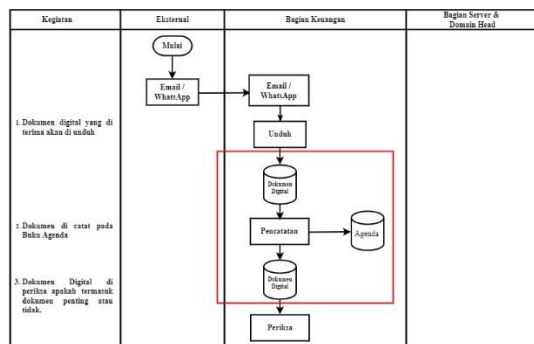 Kegiatan
Eksternal
Bagian Keuangan
Bagian Server &
Domain Head
Mulai
Email /
WhatsApp
Email /
WhatsApp
1. Dokumen digital yang di
terima akan di unduh
Unduh
Dokumen
Digital
2. Dokumen di catat pada
Buku Agenda
Pencatatan
Agenda
3. Dokumen Digital di
periksa apakah termasuk
dokumen penting atau
tidak.
Dokumen
Digital
Periksa